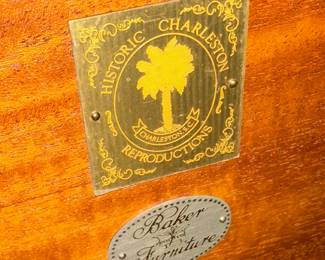 HISTORIC CHARLESTON
CHARLESTON S.C.
REPRODUCTIONS
Baker
Furniture